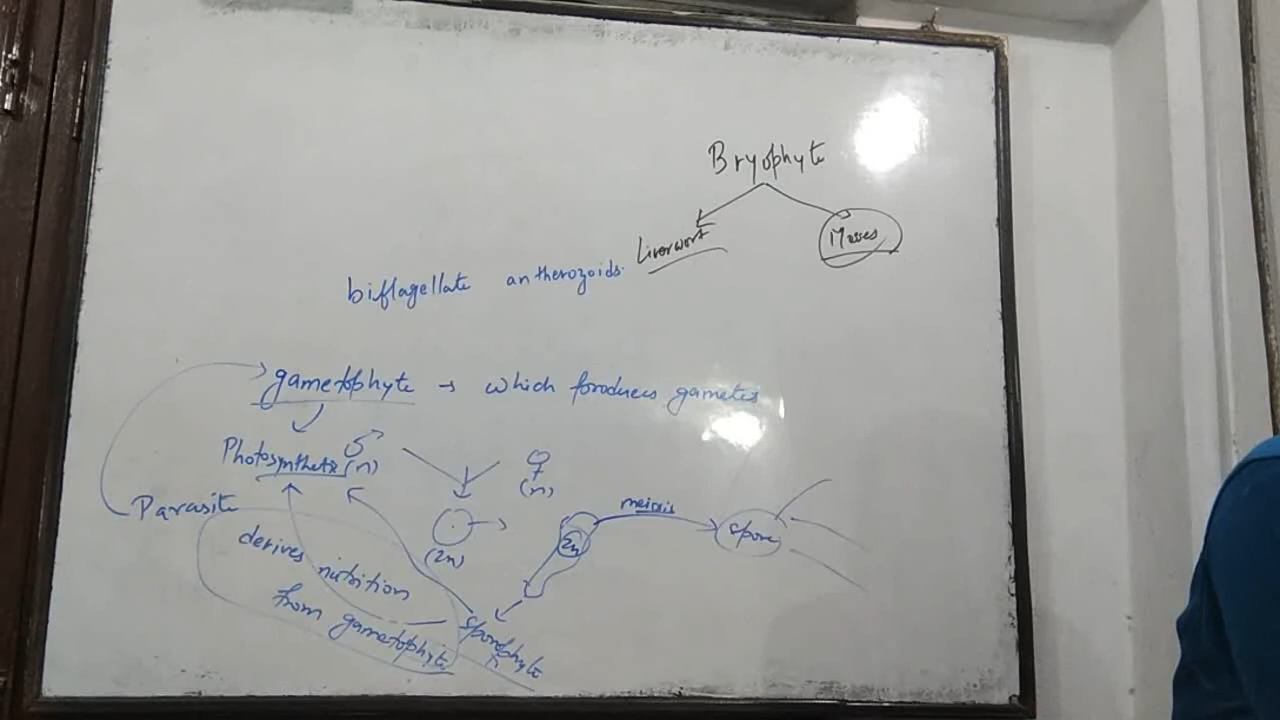 Bryophyte
Liverwort
Mosses
biflagellate antherozoids.
gametophyte → which produces gametes
Photosynthetic (n) ♂
♀
(n)
Parasite
(2n)
2n
meiosis
spore
derives nutrition
from gametophyte
sporophyte